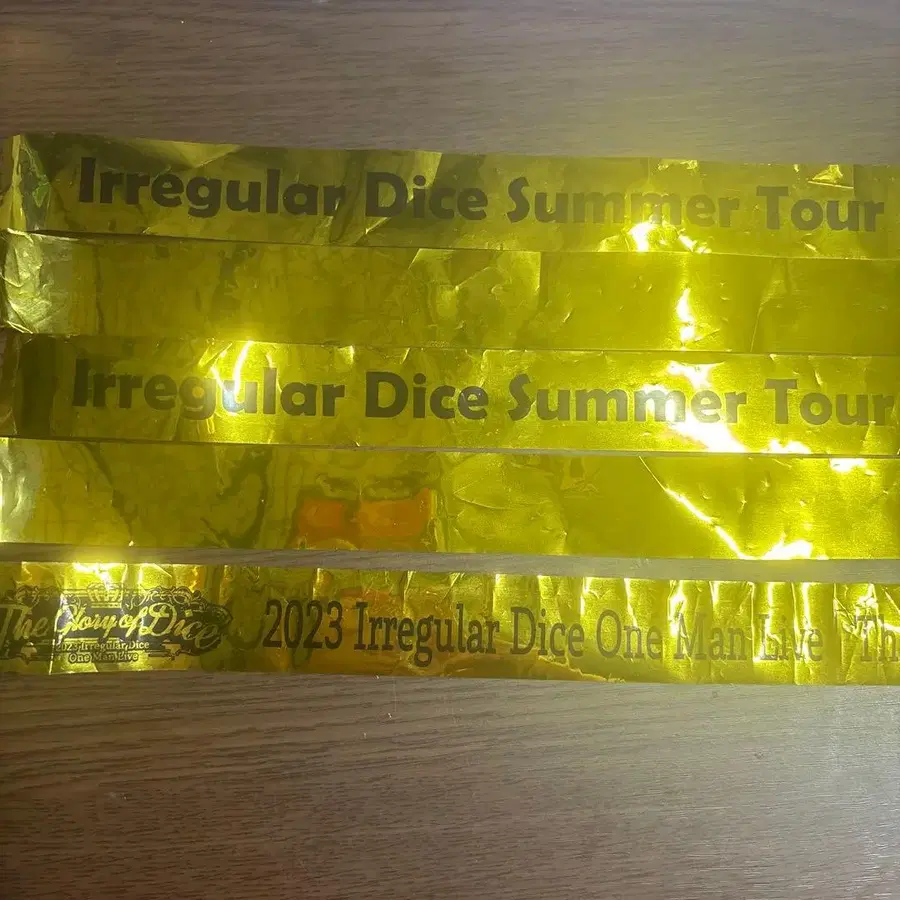 Irregular Dice Summer Tour
Irregular Dice Summer Tour
The Glory of Dice
2023 Irregular Dice
One Man Live
2023 Irregular Dice One Man Live Th